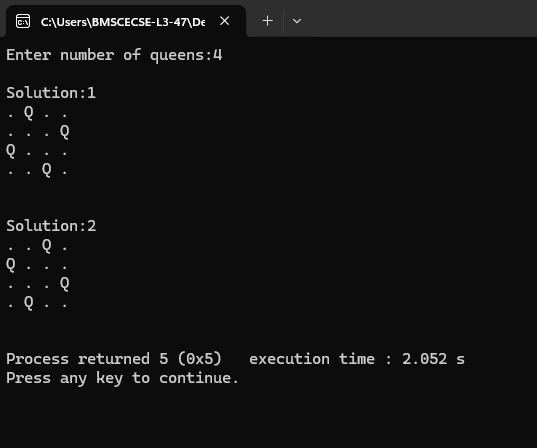 C:\Users\BMSCECSE-L3-47\De
Enter number of queens:4
Solution:1
. Q . .
. . . Q
Q . . .
. . Q .
Solution:2
. . Q .
Q . . .
. . . Q
. Q . .
Process returned 5 (0x5)   execution time : 2.052 s
Press any key to continue.